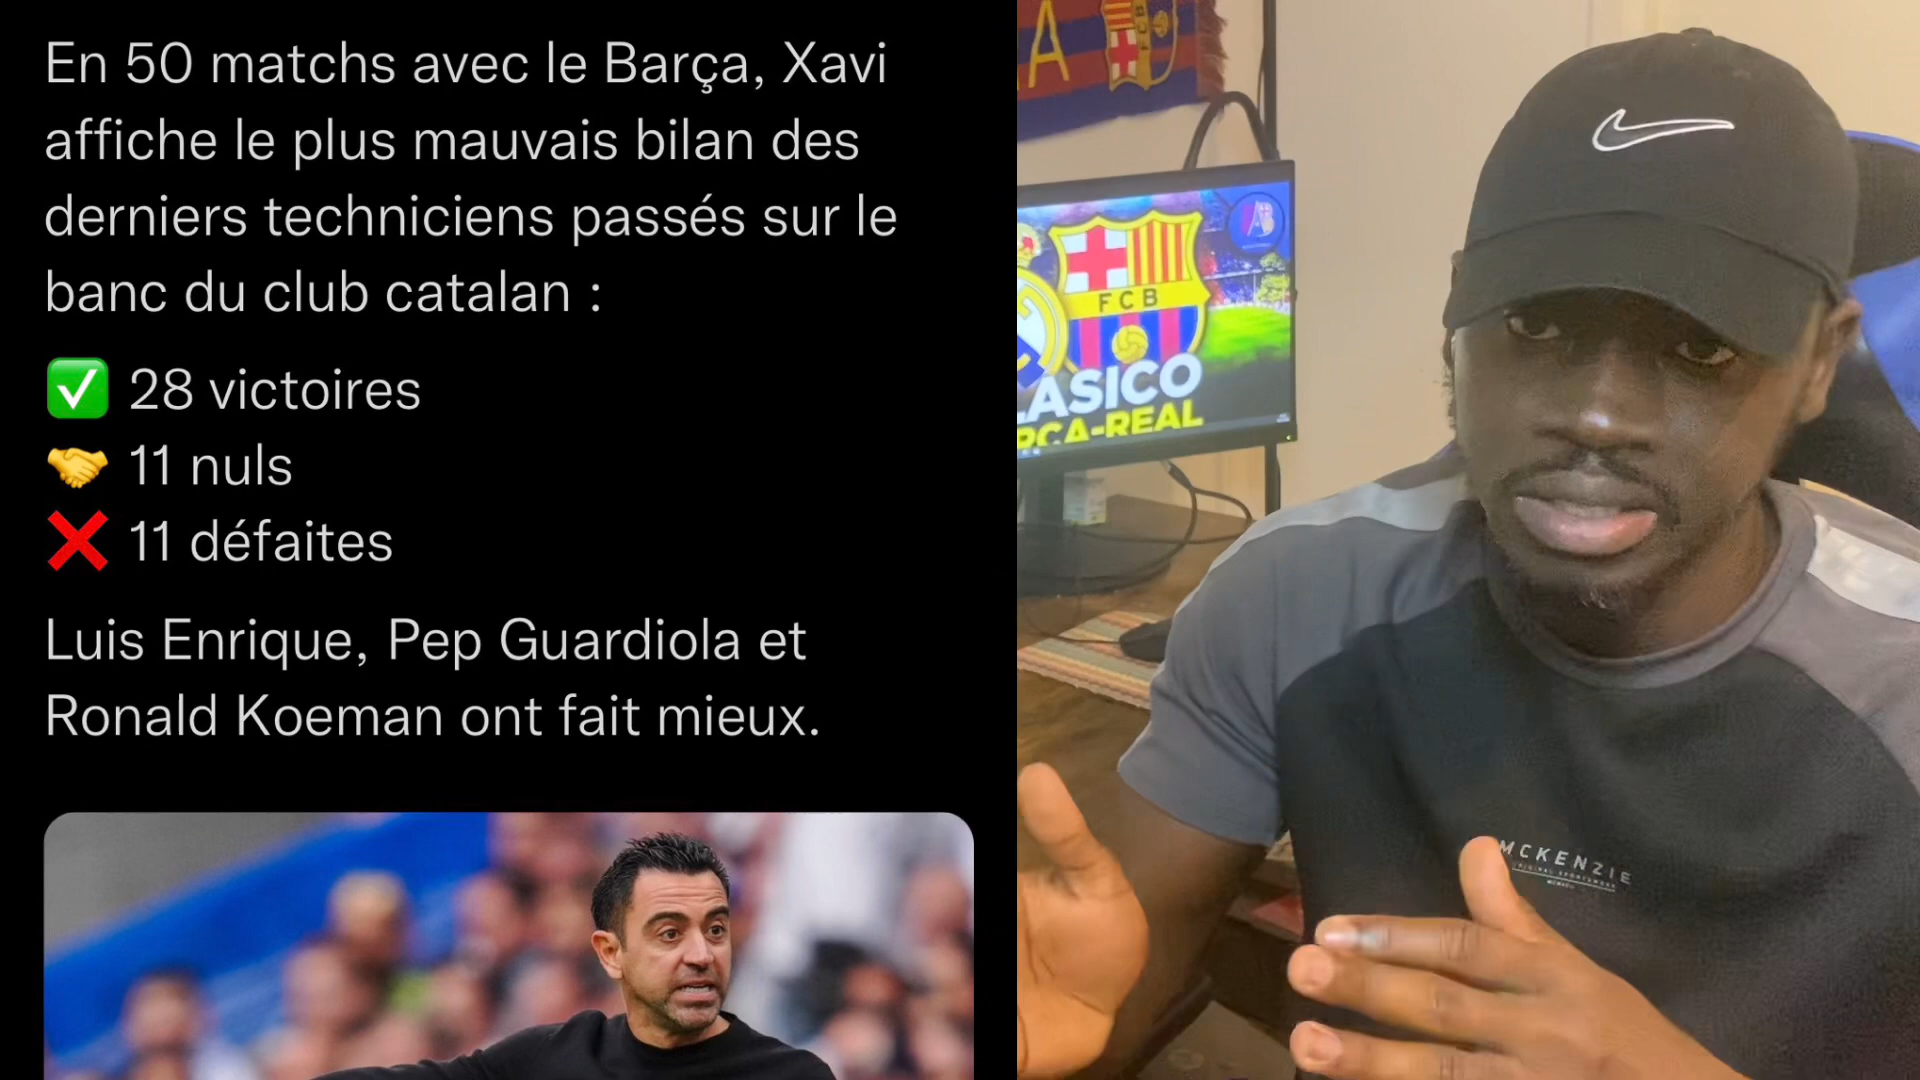 En 50 matchs avec le Barça, Xavi
affiche le plus mauvais bilan des
derniers techniciens passés sur le
banc du club catalan :
✅ 28 victoires
🤝 11 nuls
❌ 11 défaites
Luis Enrique, Pep Guardiola et
Ronald Koeman ont fait mieux.
A
FCB
FCB
LASICO
RCA-REAL
MCKENZIE